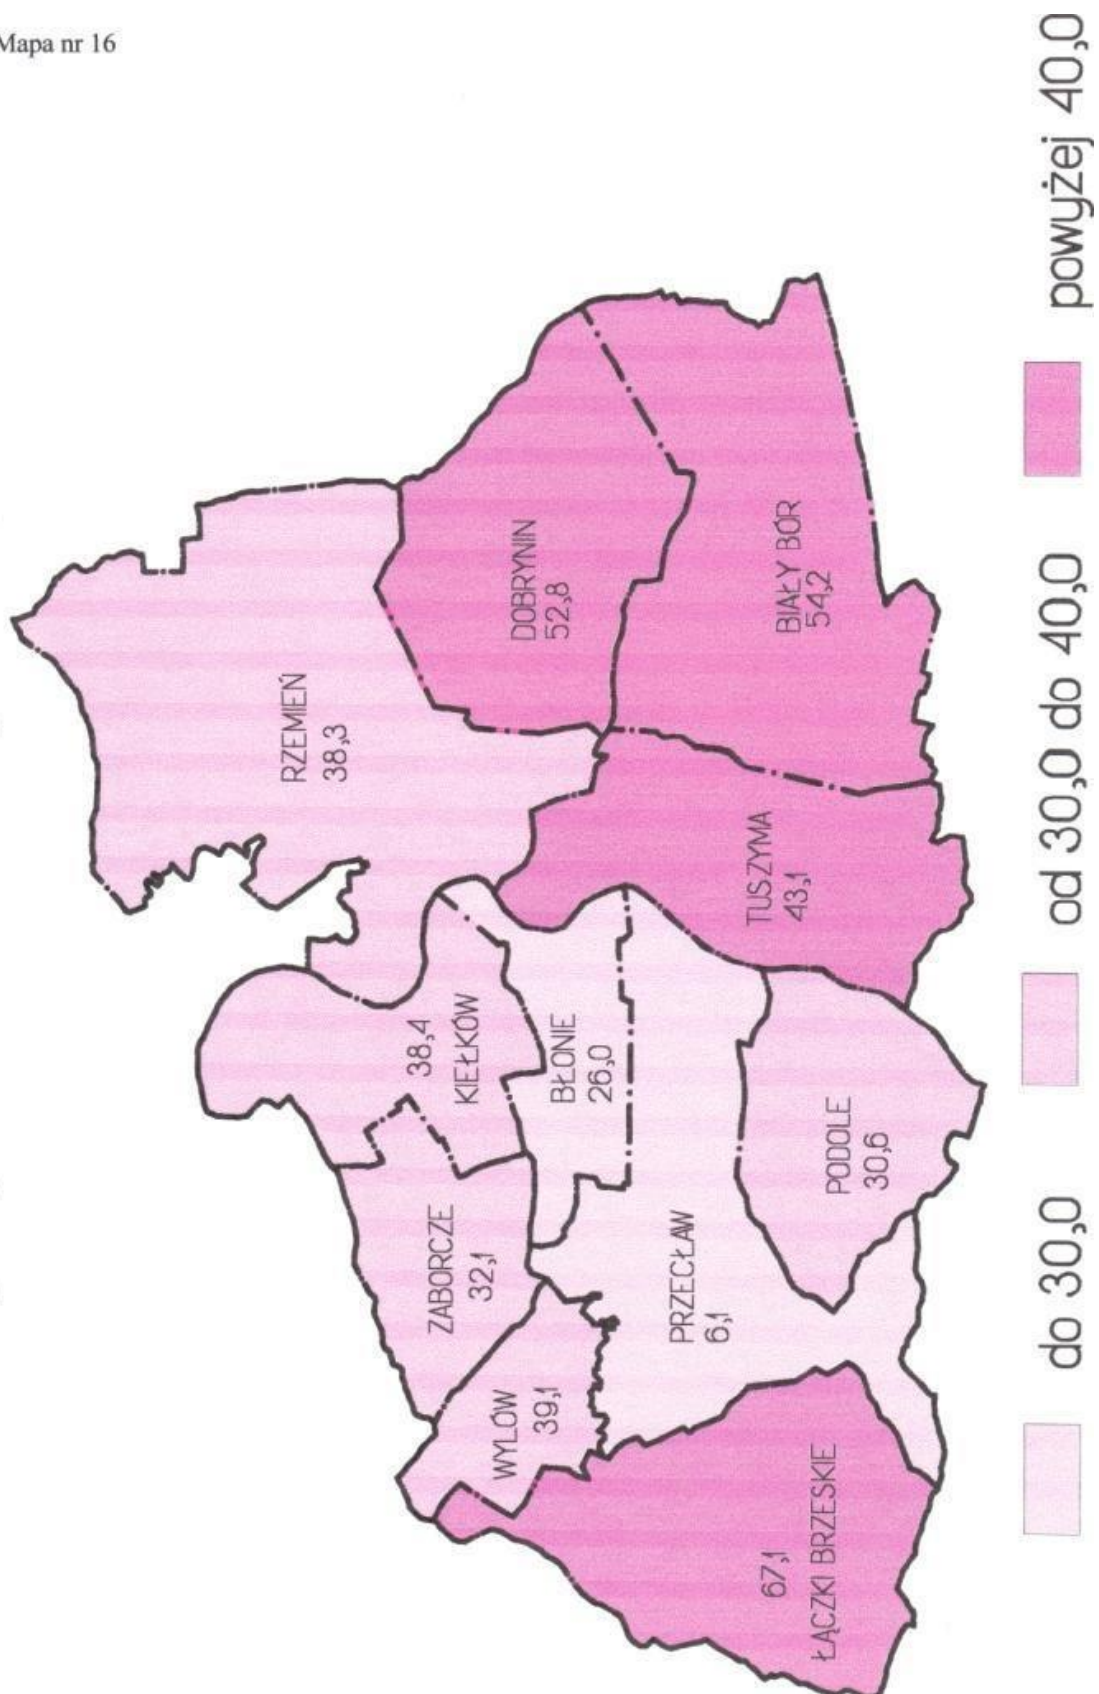 Mapa nr 16
RZEMIEŃ
38,3
DOBRYNIN
52,8
BIAŁY BÓR
54,2
TUSZYMA
43,1
38,4
KIEŁKÓW
BŁONIE
26,0
ZABORCZE
32,1
WYLÓW
39,1
PRZECŁAW
6,1
PODOLE
30,6
67,1
ŁĄCZKI BRZESKIE
do 30,0
od 30,0 do 40,0
powyżej 40,0